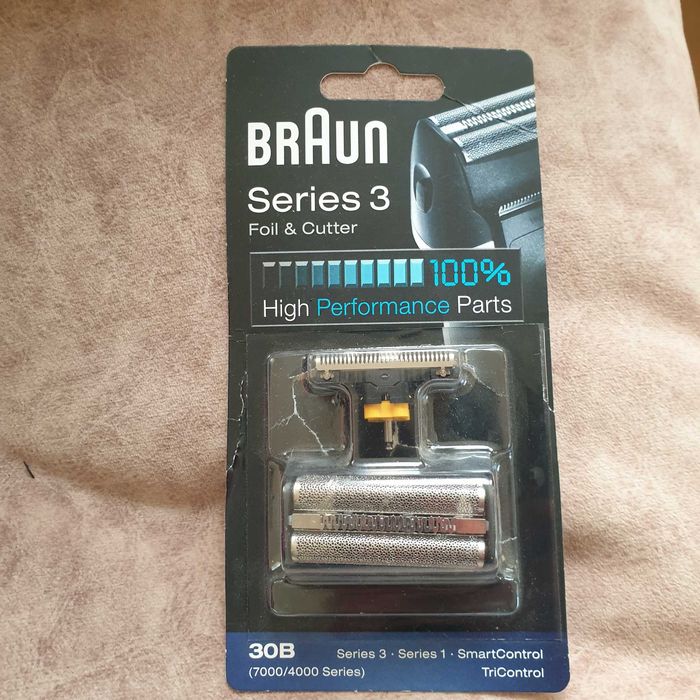 BRAUN
Series 3
Foil & Cutter
100%
High Performance Parts
30B
(7000/4000 Series)
Series 3 · Series 1 · SmartControl
TriControl